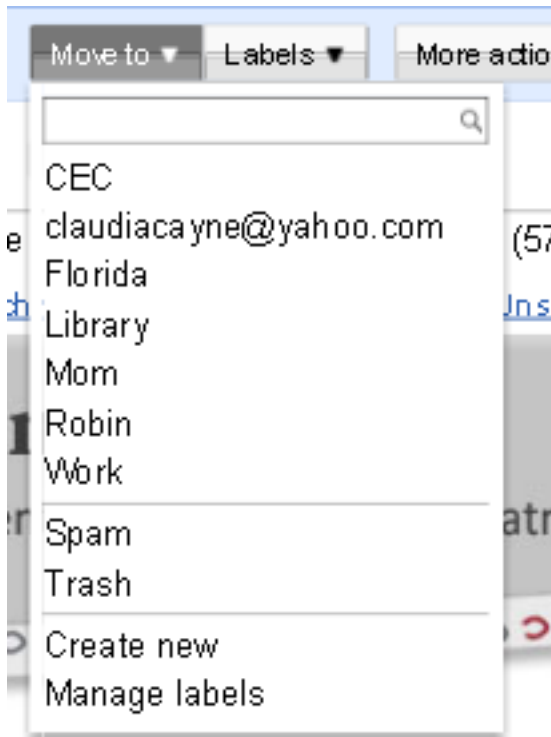 Move to ▼ Labels ▼ More actio
CEC
claudiacayne@yahoo.com
Florida
Library
Mom
Robin
Work
Spam
Trash
Create new
Manage labels